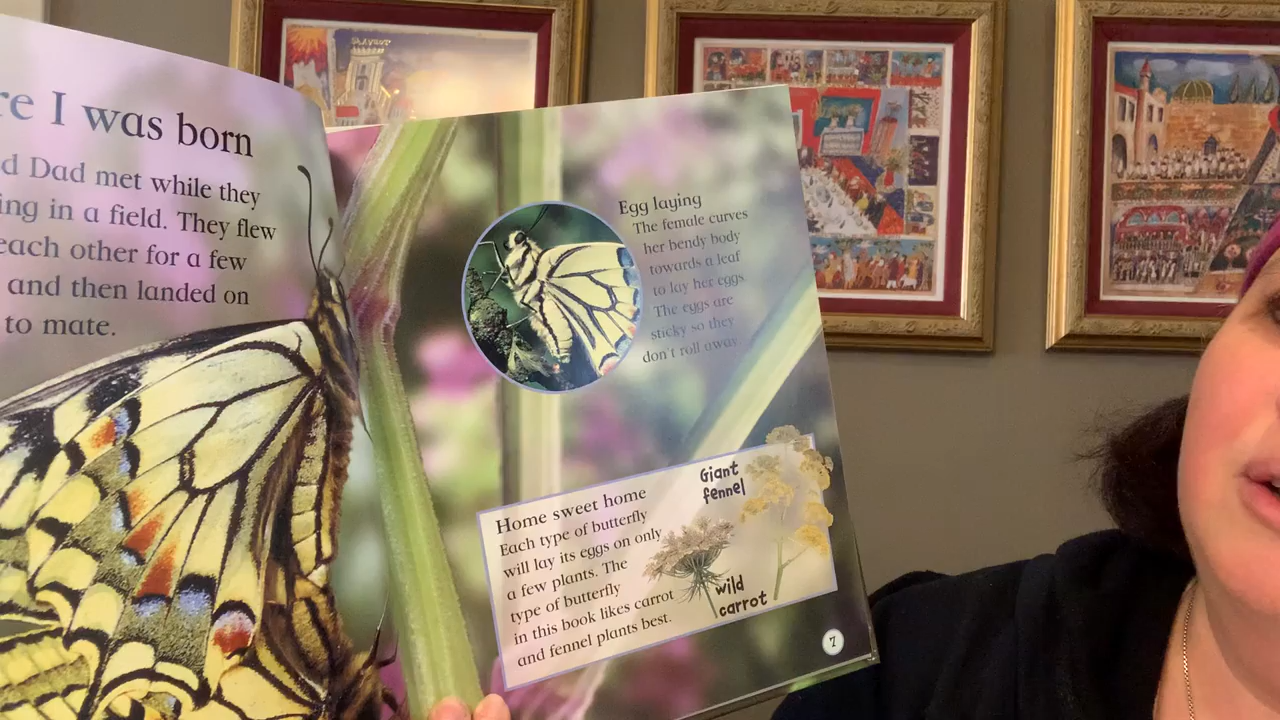 re I was born
d Dad met while they
ing in a field. They flew
each other for a few
and then landed on
to mate.
Egg laying
The female curves
her bendy body
towards a leaf
to lay her eggs.
The eggs are
sticky so they
don't roll away.
Home sweet home
Each type of butterfly
will lay its eggs on only
a few plants. The
type of butterfly
in this book likes carrot
and fennel plants best.
Giant
fennel
wild
carrot
7